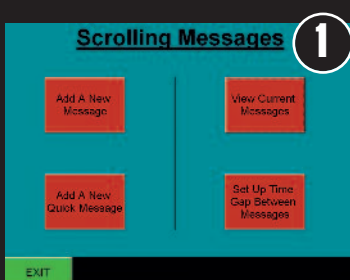 Scrolling Messages
1
Add A New
Message
View Current
Messages
Add A New
Quick Message
Set Up Time
Gap Between
Messages
EXIT